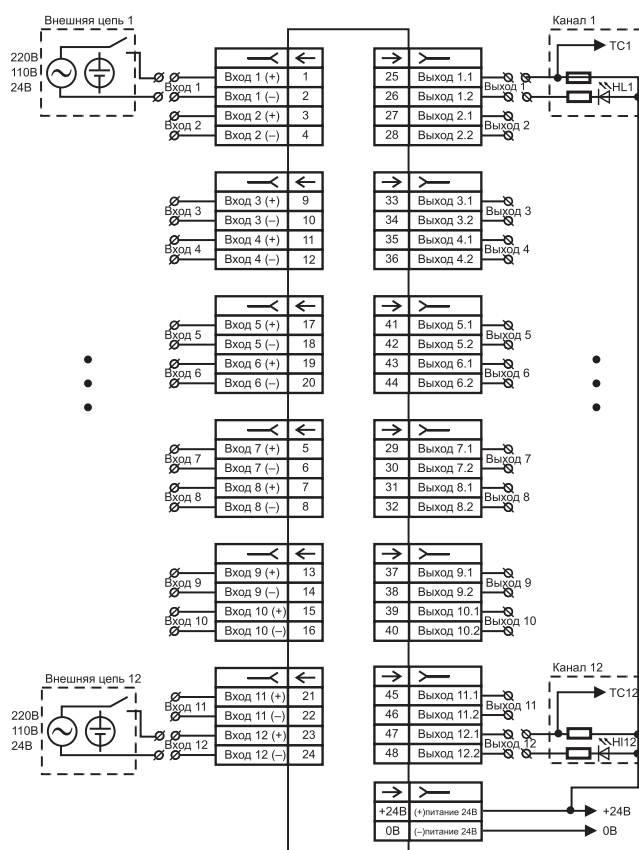 Внешняя цепь 1
220В
110В
24В
Вход 1
Вход 2
Вход 1 (+) 1
Вход 1 (–) 2
Вход 2 (+) 3
Вход 2 (–) 4
25 Выход 1.1
26 Выход 1.2
27 Выход 2.1
28 Выход 2.2
Выход 1
Выход 2
Канал 1
TC1
HL1
Вход 3
Вход 4
Вход 3 (+) 9
Вход 3 (–) 10
Вход 4 (+) 11
Вход 4 (–) 12
33 Выход 3.1
34 Выход 3.2
35 Выход 4.1
36 Выход 4.2
Выход 3
Выход 4
Вход 5
Вход 6
Вход 5 (+) 17
Вход 5 (–) 18
Вход 6 (+) 19
Вход 6 (–) 20
41 Выход 5.1
42 Выход 5.2
43 Выход 6.1
44 Выход 6.2
Выход 5
Выход 6
Вход 7
Вход 8
Вход 7 (+) 5
Вход 7 (–) 6
Вход 8 (+) 7
Вход 8 (–) 8
29 Выход 7.1
30 Выход 7.2
31 Выход 8.1
32 Выход 8.2
Выход 7
Выход 8
Вход 9
Вход 10
Вход 9 (+) 13
Вход 9 (–) 14
Вход 10 (+) 15
Вход 10 (–) 16
37 Выход 9.1
38 Выход 9.2
39 Выход 10.1
40 Выход 10.2
Выход 9
Выход 10
Внешняя цепь 12
220В
110В
24В
Вход 11
Вход 12
Вход 11 (+) 21
Вход 11 (–) 22
Вход 12 (+) 23
Вход 12 (–) 24
45 Выход 11.1
46 Выход 11.2
47 Выход 12.1
48 Выход 12.2
Выход 11
Выход 12
Канал 12
TC12
Hl12
+24В (+)питание 24В
0В (–)питание 24В
+24В
0В